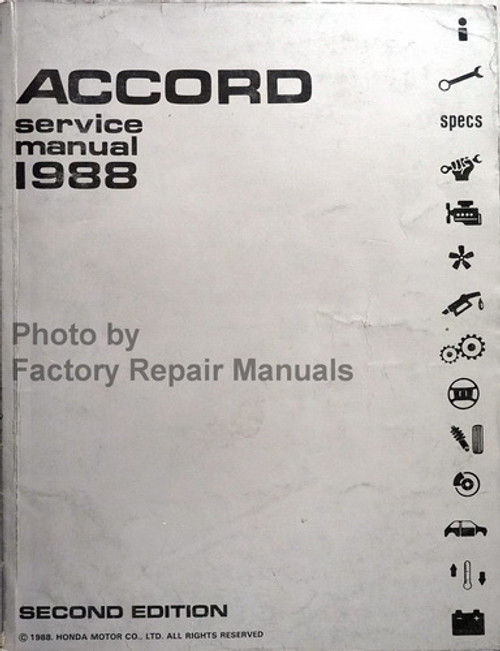 ACCORD
service
manual
1988
specs
Photo by
Factory Repair Manuals
SECOND EDITION
© 1988. HONDA MOTOR CO., LTD. ALL RIGHTS RESERVED